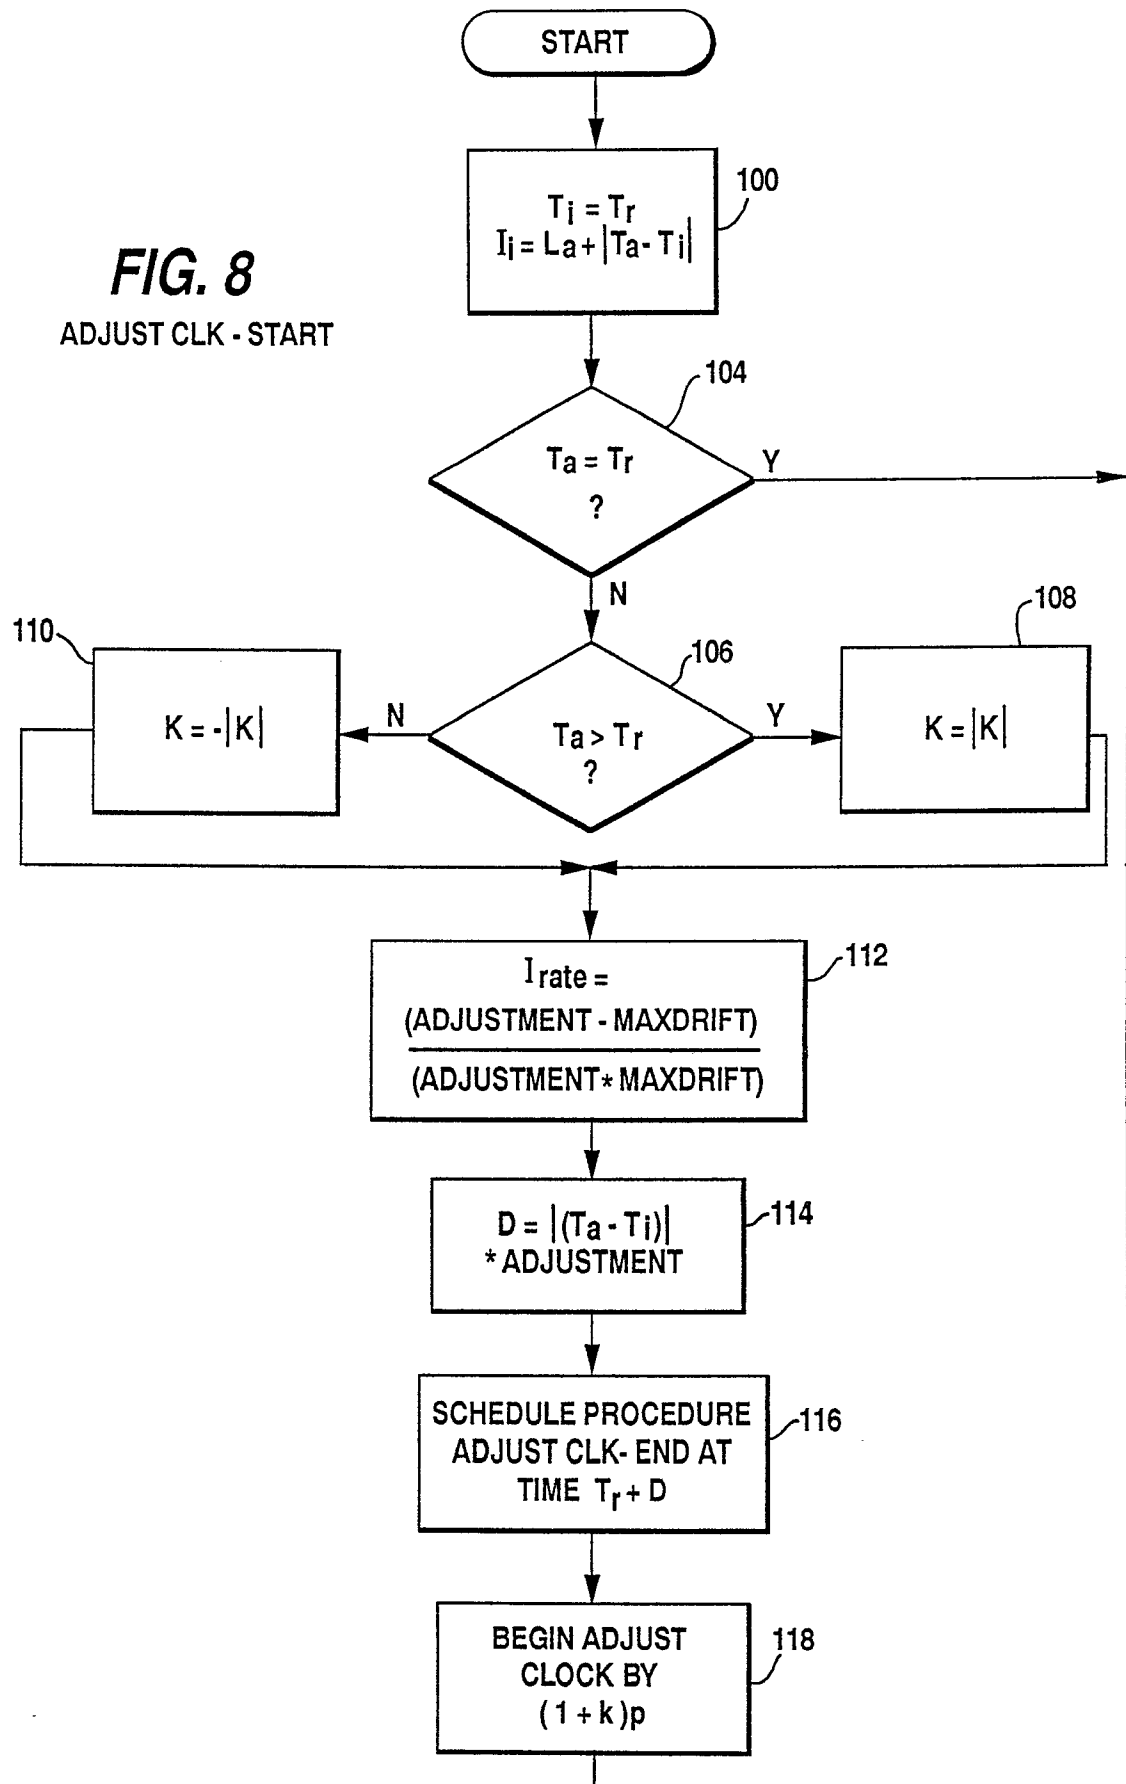 START
100
Ti = Tr
Ii = La + |Ta - Ti|
FIG. 8
ADJUST CLK - START
104
Ta = Tr
?
Y
N
110
K = -|K|
N
106
Ta > Tr
?
Y
108
K = |K|
112
Irate =
(ADJUSTMENT - MAXDRIFT)
(ADJUSTMENT * MAXDRIFT)
114
D = |(Ta - Ti)|
* ADJUSTMENT
116
SCHEDULE PROCEDURE
ADJUST CLK- END AT
TIME Tr + D
118
BEGIN ADJUST
CLOCK BY
(1 + k)p